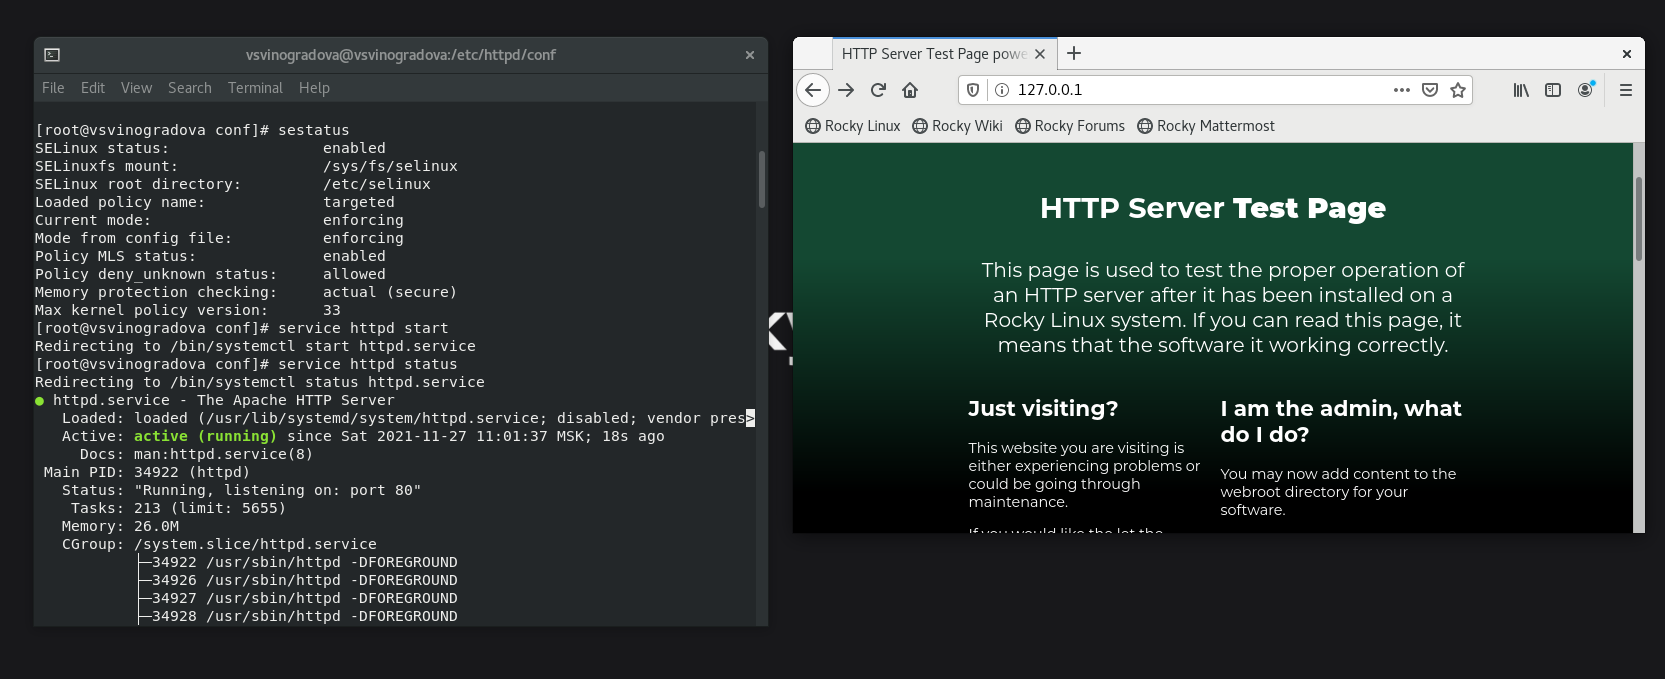 vsvinogradova@vsvinogradova:/etc/httpd/conf
File Edit View Search Terminal Help
[root@vsvinogradova conf]# sestatus
SELinux status:                 enabled
SELinuxfs mount:                /sys/fs/selinux
SELinux root directory:         /etc/selinux
Loaded policy name:             targeted
Current mode:                   enforcing
Mode from config file:          enforcing
Policy MLS status:              enabled
Policy deny_unknown status:     allowed
Memory protection checking:     actual (secure)
Max kernel policy version:      33
[root@vsvinogradova conf]# service httpd start
Redirecting to /bin/systemctl start httpd.service
[root@vsvinogradova conf]# service httpd status
Redirecting to /bin/systemctl status httpd.service
● httpd.service - The Apache HTTP Server
   Loaded: loaded (/usr/lib/systemd/system/httpd.service; disabled; vendor pres>
   Active: active (running) since Sat 2021-11-27 11:01:37 MSK; 18s ago
     Docs: man:httpd.service(8)
 Main PID: 34922 (httpd)
   Status: "Running, listening on: port 80"
    Tasks: 213 (limit: 5655)
   Memory: 26.0M
   CGroup: /system.slice/httpd.service
           ├─34922 /usr/sbin/httpd -DFOREGROUND
           ├─34926 /usr/sbin/httpd -DFOREGROUND
           ├─34927 /usr/sbin/httpd -DFOREGROUND
           ├─34928 /usr/sbin/httpd -DFOREGROUND
HTTP Server Test Page powe
127.0.0.1
Rocky Linux Rocky Wiki Rocky Forums Rocky Mattermost
HTTP Server Test Page
This page is used to test the proper operation of
an HTTP server after it has been installed on a
Rocky Linux system. If you can read this page, it
means that the software it working correctly.
Just visiting?
This website you are visiting is
either experiencing problems or
could be going through
maintenance.
If you would like the let the
I am the admin, what
do I do?
You may now add content to the
webroot directory for your
software.